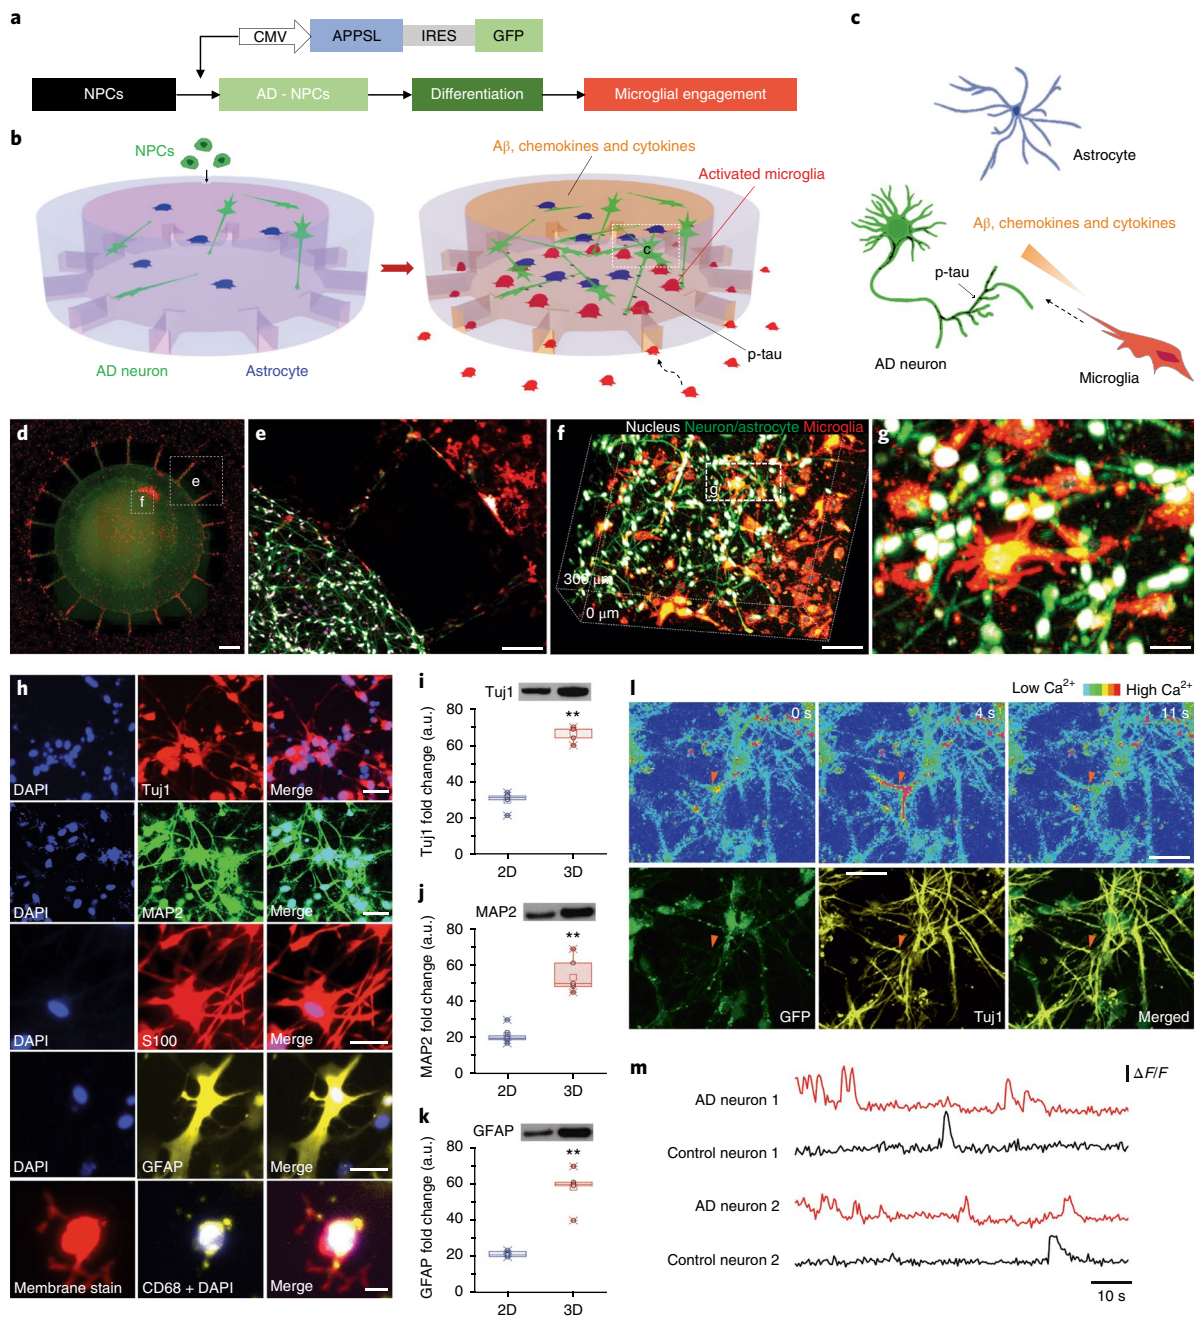 a
CMV
APPSL
IRES
GFP
NPCs
AD - NPCs
Differentiation
Microglial engagement
b
NPCs
AD neuron
Astrocyte
Aβ, chemokines and cytokines
Activated microglia
c
p-tau
c
Astrocyte
Aβ, chemokines and cytokines
p-tau
AD neuron
Microglia
d
e
f
e
f
Nucleus Neuron/astrocyte Microglia
g
300 μm
0 μm
g
h
DAPI
Tuj1
Merge
DAPI
MAP2
Merge
DAPI
S100
Merge
DAPI
GFAP
Merge
Membrane stain
CD68 + DAPI
Merge
i
Tuj1
Tuj1 fold change (a.u.)
80
60
40
20
0
**
2D
3D
j
MAP2
MAP2 fold change (a.u.)
80
60
40
20
0
**
2D
3D
k
GFAP
GFAP fold change (a.u.)
80
60
40
20
0
**
2D
3D
l
Low Ca2+
High Ca2+
0 s
4 s
11 s
GFP
Tuj1
Merged
m
ΔF/F
AD neuron 1
Control neuron 1
AD neuron 2
Control neuron 2
10 s